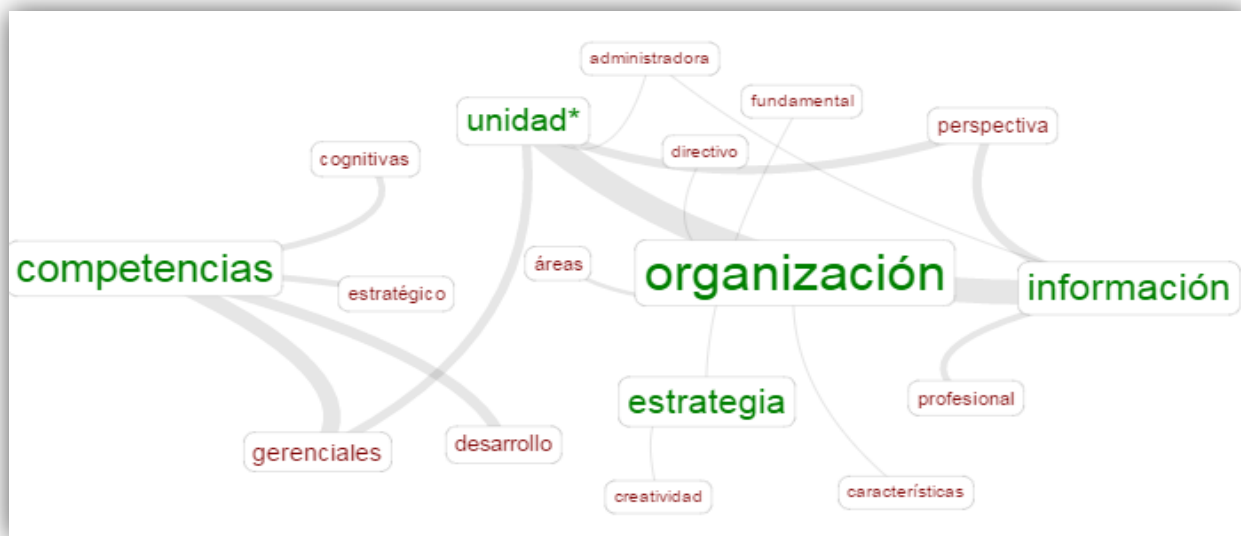 administradora
fundamental
unidad*
perspectiva
directivo
cognitivas
competencias
áreas
organización
información
estratégico
estrategia
profesional
gerenciales
desarrollo
creatividad
características